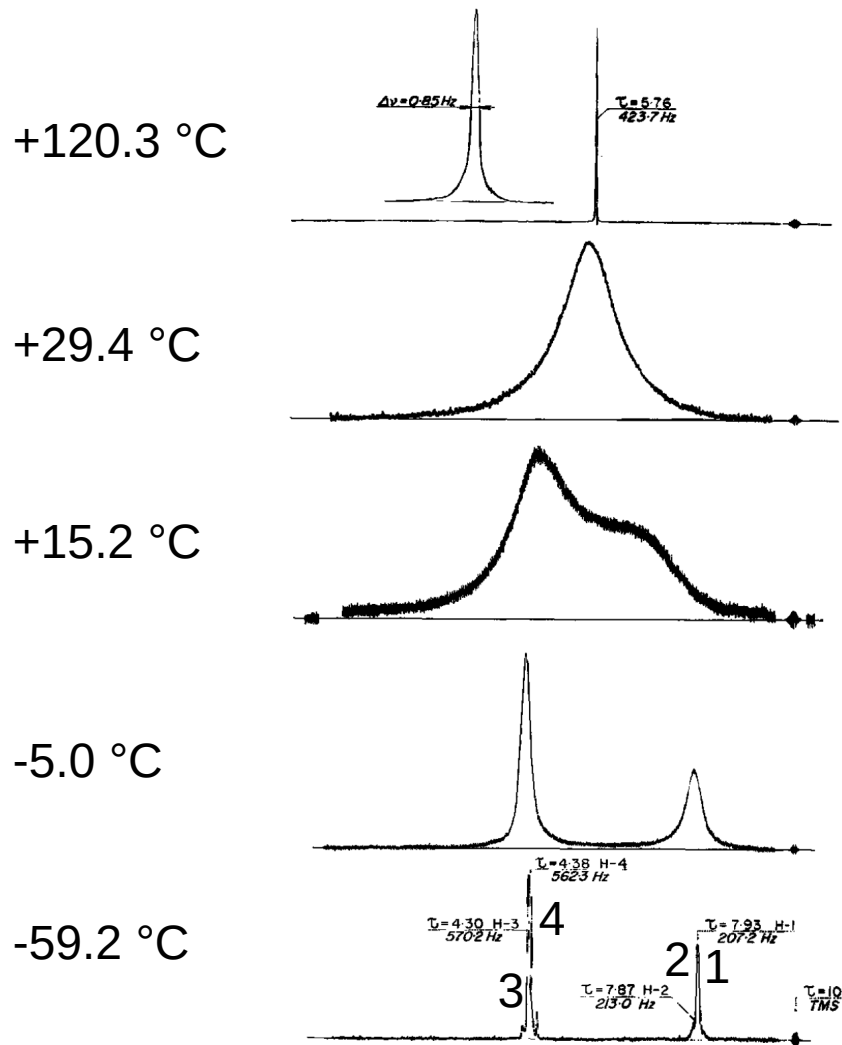 +120.3 °C
Δν=0·85Hz
τ=5·76
423·7 Hz
+29.4 °C
+15.2 °C
-5.0 °C
-59.2 °C
τ=4·38 H-4
562·3 Hz
τ=4·30 H-3
570·2 Hz
4
τ=7·93 H-1
207·2 Hz
2
1
3
τ=7·87 H-2
213·0 Hz
τ=10
TMS